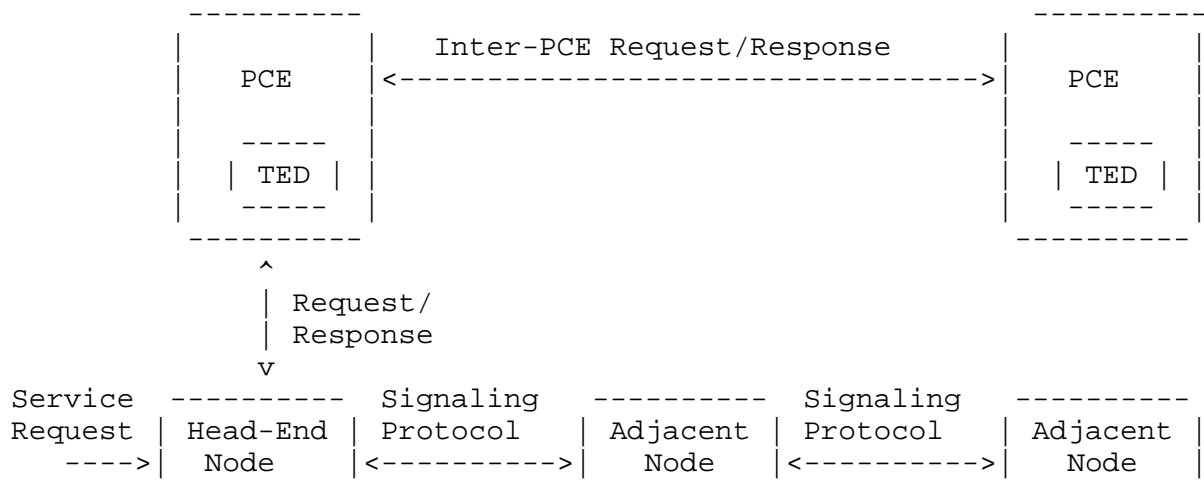 Inter-PCE Request/Response
PCE PCE
TED TED
Request/
Response
Service Signaling Signaling
Request Head-End Protocol Adjacent Protocol Adjacent
Node Node Node